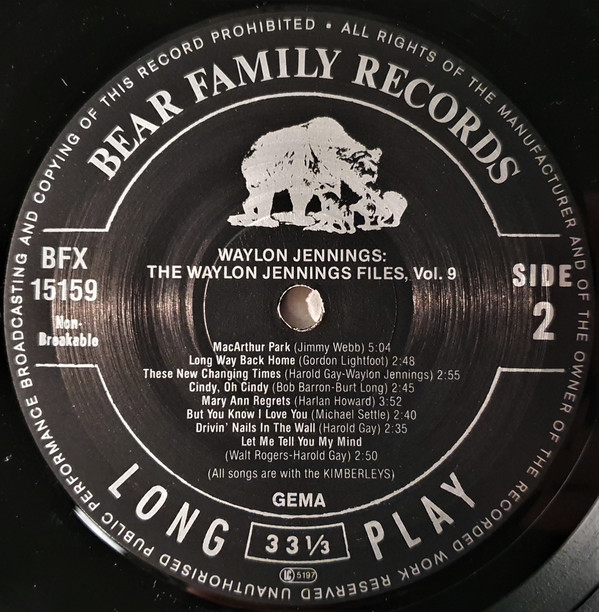 UNAUTHORISED PUBLIC PERFORMANCE BROADCASTING AND COPYING OF THIS RECORD PROHIBITED • ALL RIGHTS OF THE MANUFACTURER AND OF THE OWNER OF THE RECORDED WORK RESERVED
BEAR FAMILY RECORDS
WAYLON JENNINGS:
THE WAYLON JENNINGS FILES, Vol. 9
BFX
15159
Non-
Breakable
SIDE
2
MacArthur Park (Jimmy Webb) 5:04
Long Way Back Home (Gordon Lightfoot) 2:48
These New Changing Times (Harold Gay-Waylon Jennings) 2:55
Cindy, Oh Cindy (Bob Barron-Burt Long) 2:45
Mary Ann Regrets (Harlan Howard) 3:52
But You Know I Love You (Michael Settle) 2:40
Drivin' Nails In The Wall (Harold Gay) 2:35
Let Me Tell You My Mind
(Walt Rogers-Harold Gay) 2:50
(All songs are with the KIMBERLEYS)
GEMA
LONG PLAY
33 1/3
LC 5197